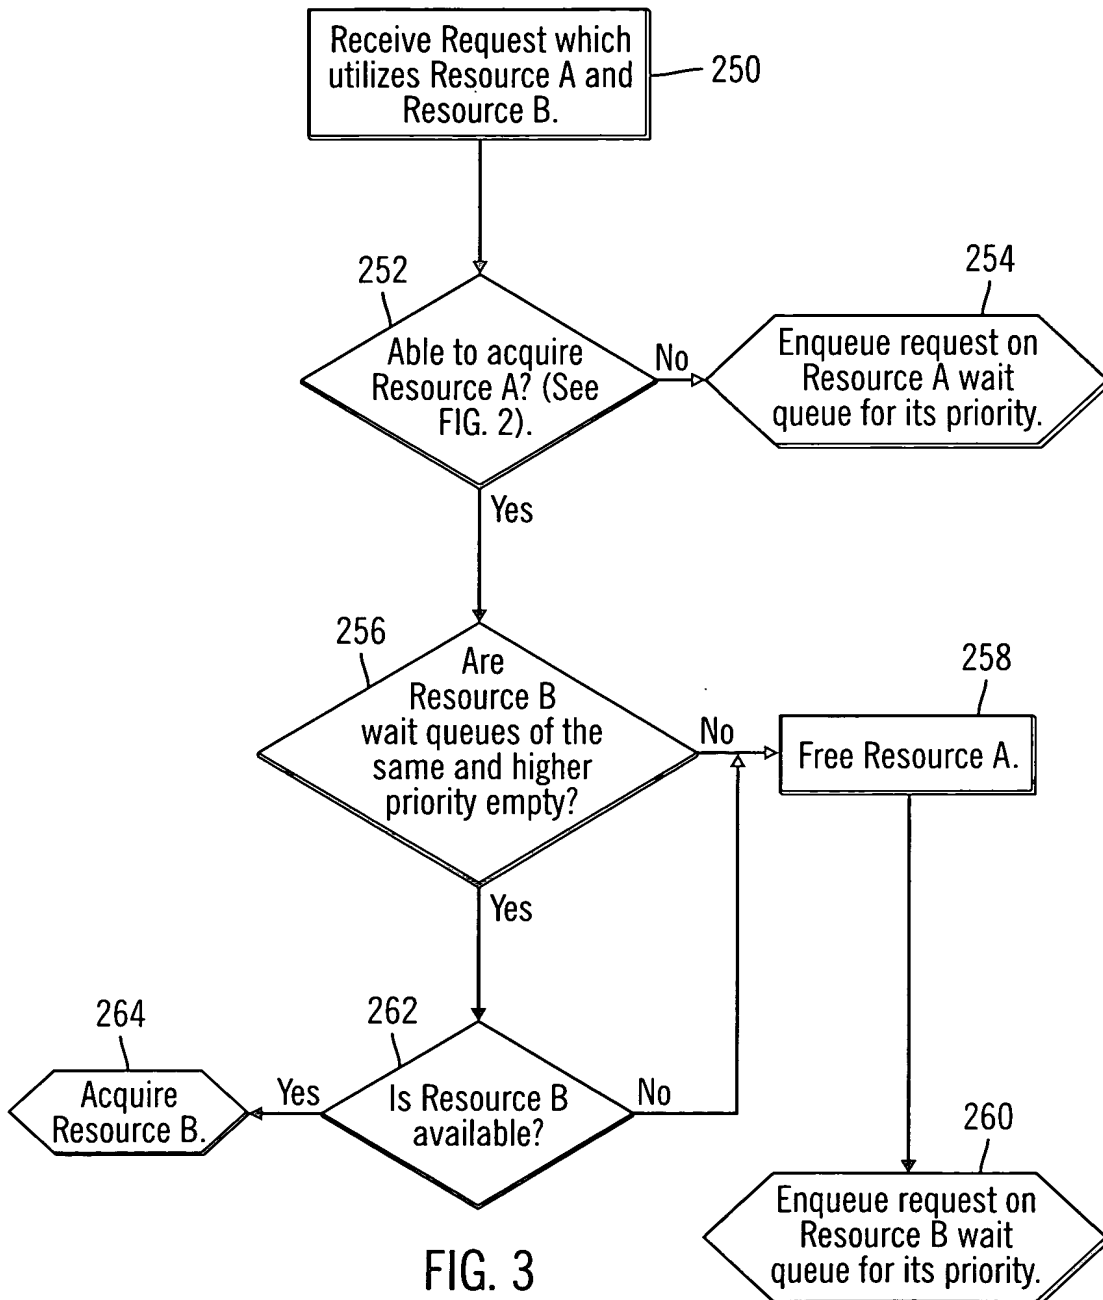 Receive Request which
utilizes Resource A and
Resource B.
250
252
Able to acquire
Resource A? (See
FIG. 2).
No
254
Enqueue request on
Resource A wait
queue for its priority.
Yes
256
Are
Resource B
wait queues of the
same and higher
priority empty?
No
258
Free Resource A.
Yes
264
Acquire
Resource B.
Yes
262
Is Resource B
available?
No
260
Enqueue request on
Resource B wait
queue for its priority.
FIG. 3